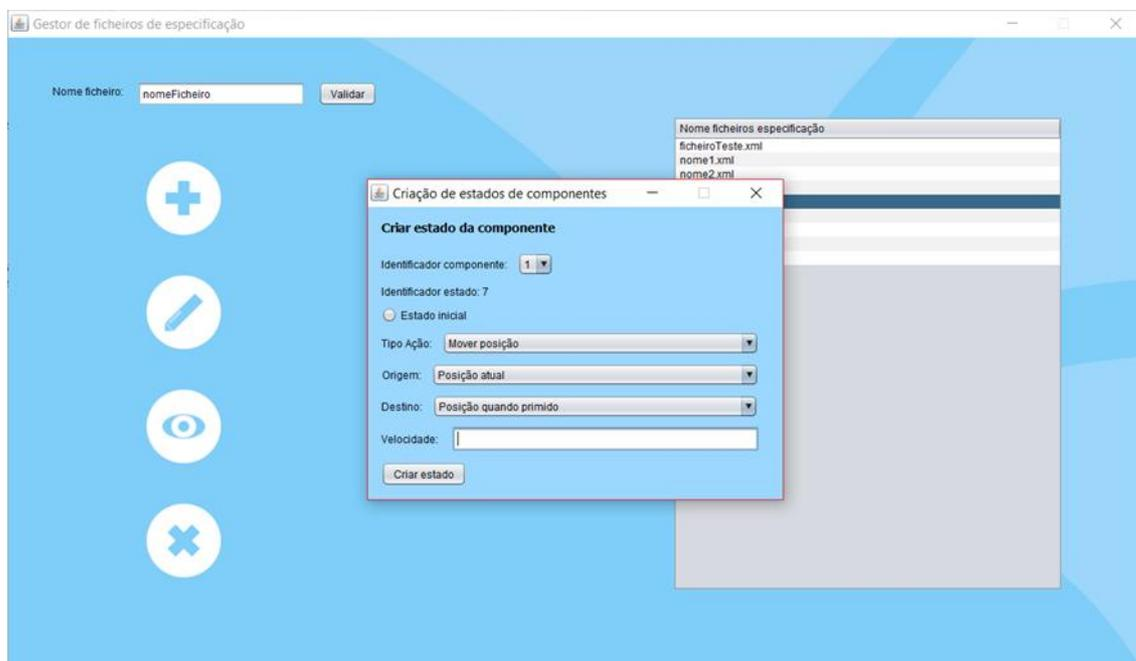 Gestor de ficheiros de especificação
Nome ficheiro: nomeFicheiro Validar
Nome ficheiros especificação
ficheiroTeste.xml
nome1.xml
nome2.xml
Criação de estados de componentes
Criar estado da componente
Identificador componente: 1
Identificador estado: 7
Estado inicial
Tipo Ação: Mover posição
Origem: Posição atual
Destino: Posição quando primido
Velocidade:
Criar estado